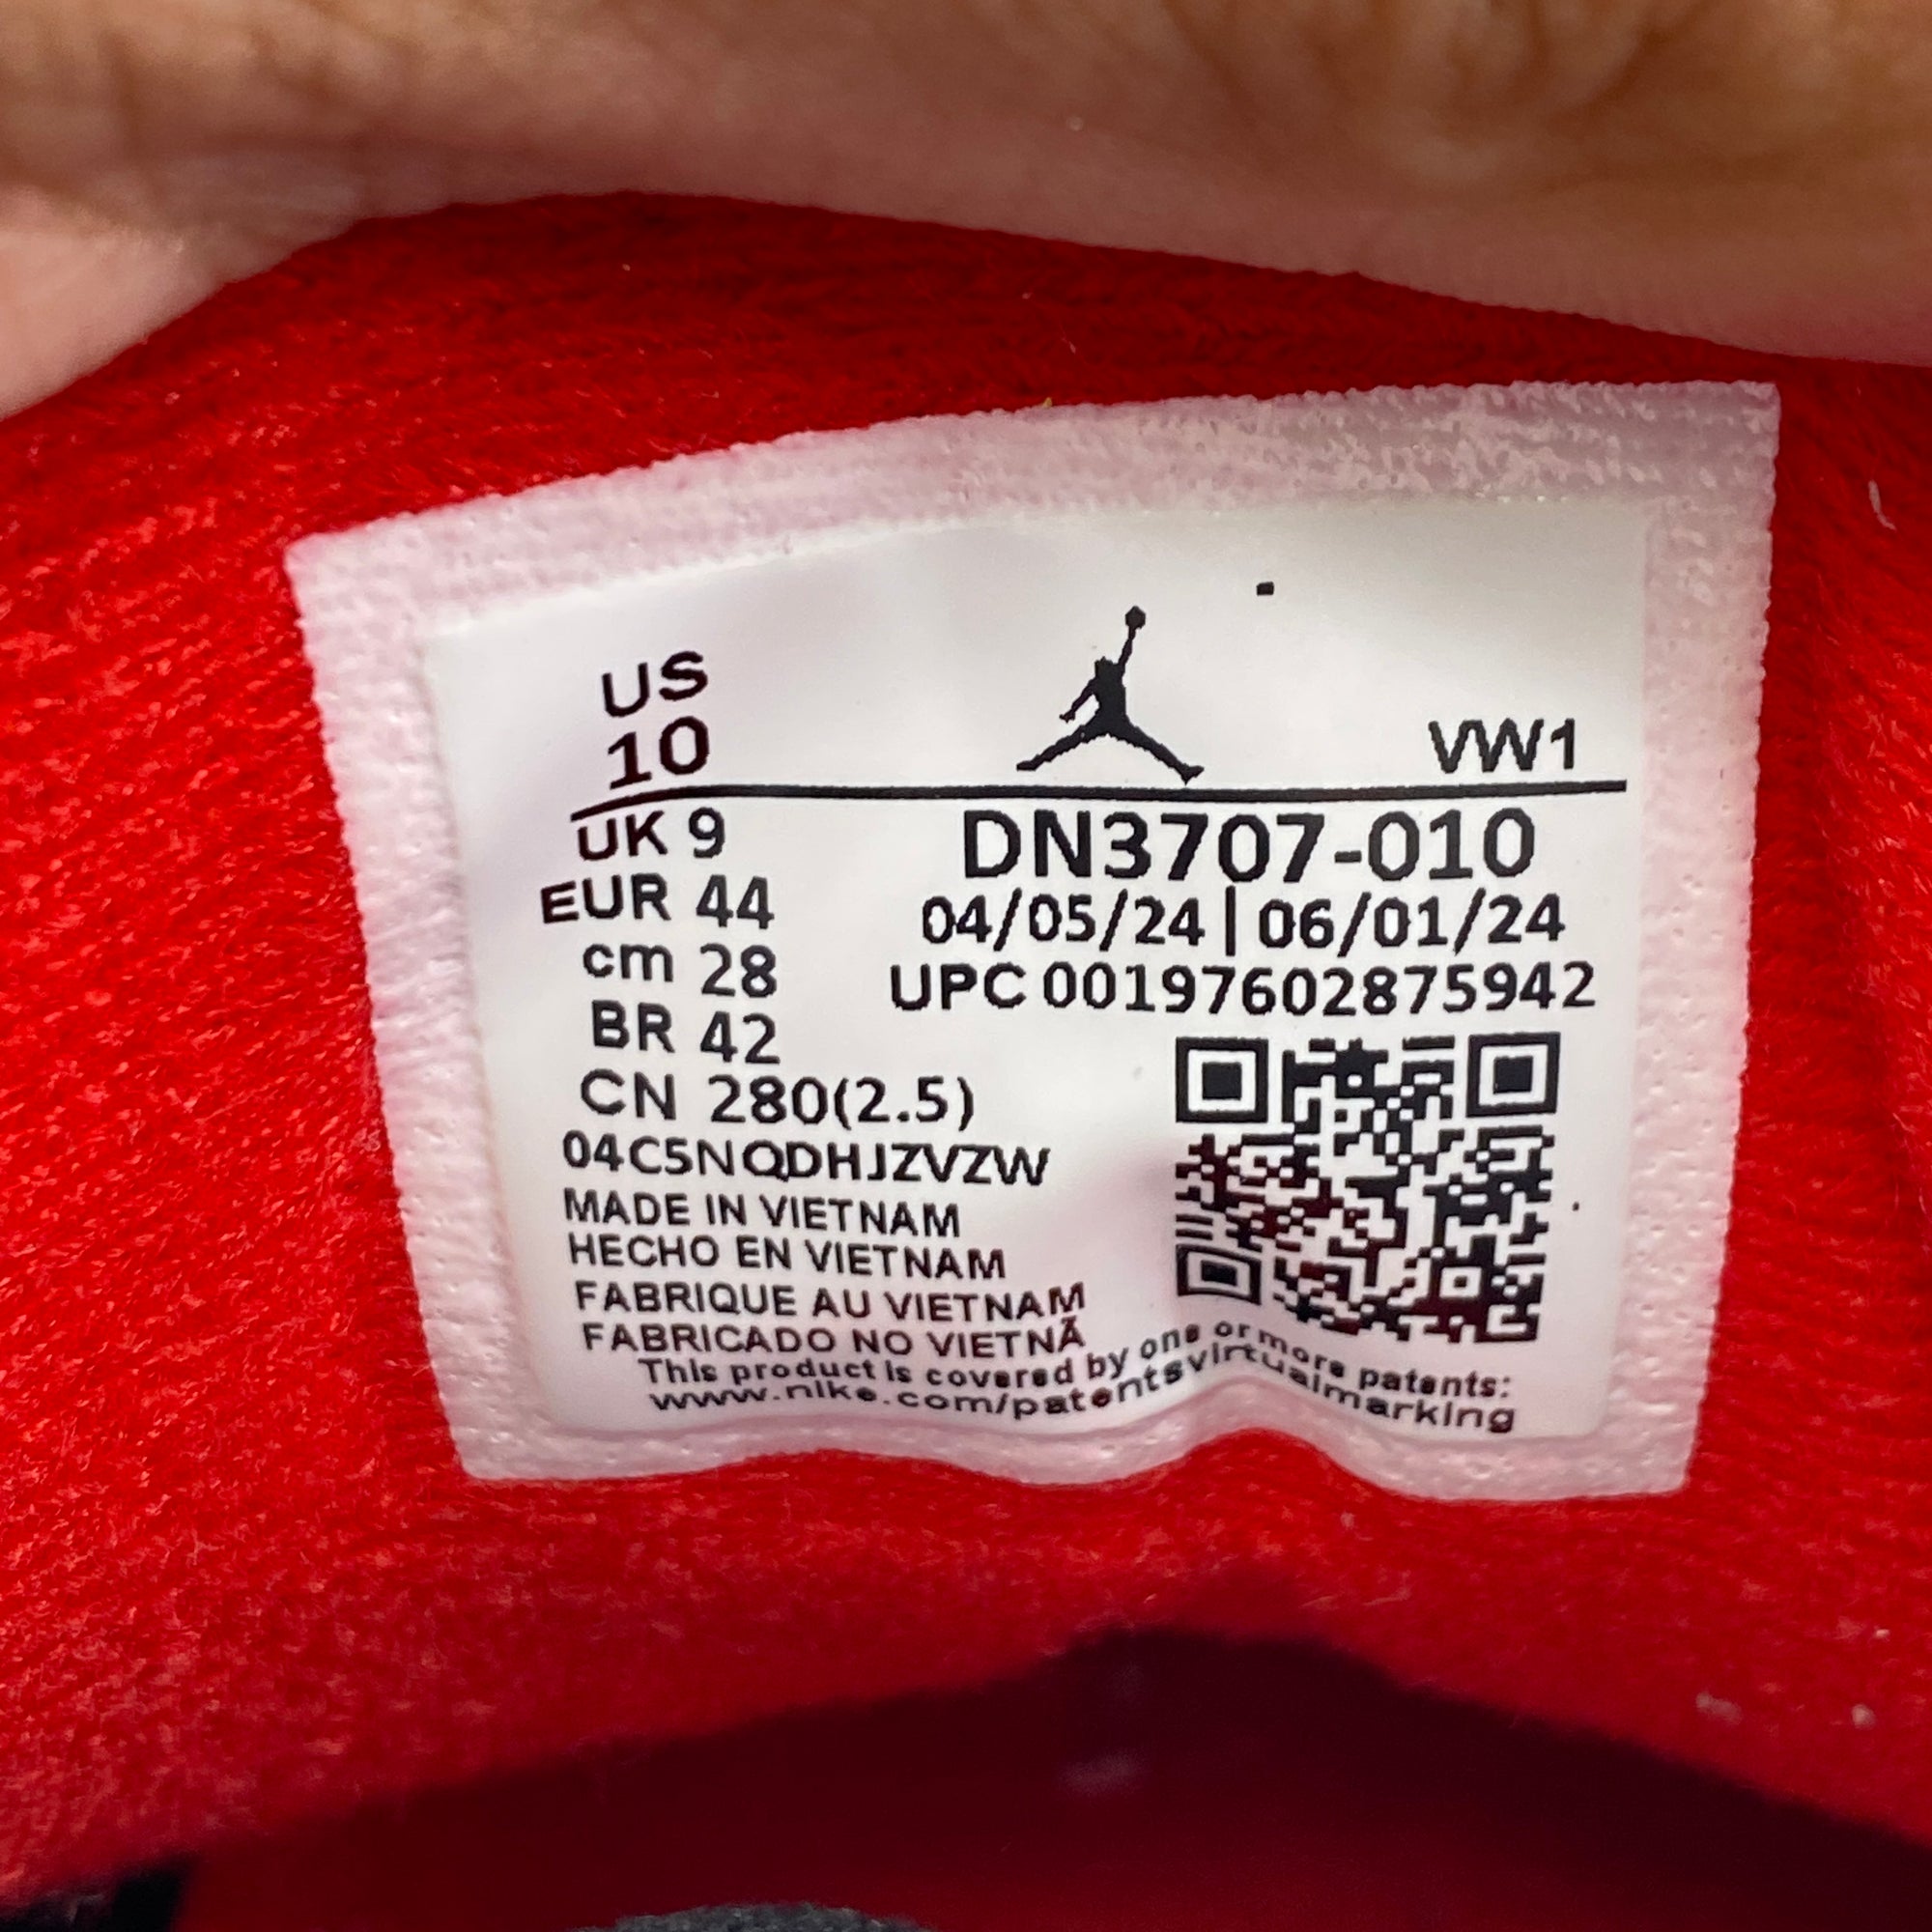 US
10
VW1
UK 9
EUR 44
cm 28
BR 42
CN 280(2.5)
DN3707-010
04/05/24 | 06/01/24
UPC 00197602875942
04C5NQDHJZVZW
MADE IN VIETNAM
HECHO EN VIETNAM
FABRIQUE AU VIETNAM
FABRICADO NO VIETNÃ
This product is covered by one or more patents:
www.nike.com/patentsvirtualmarking